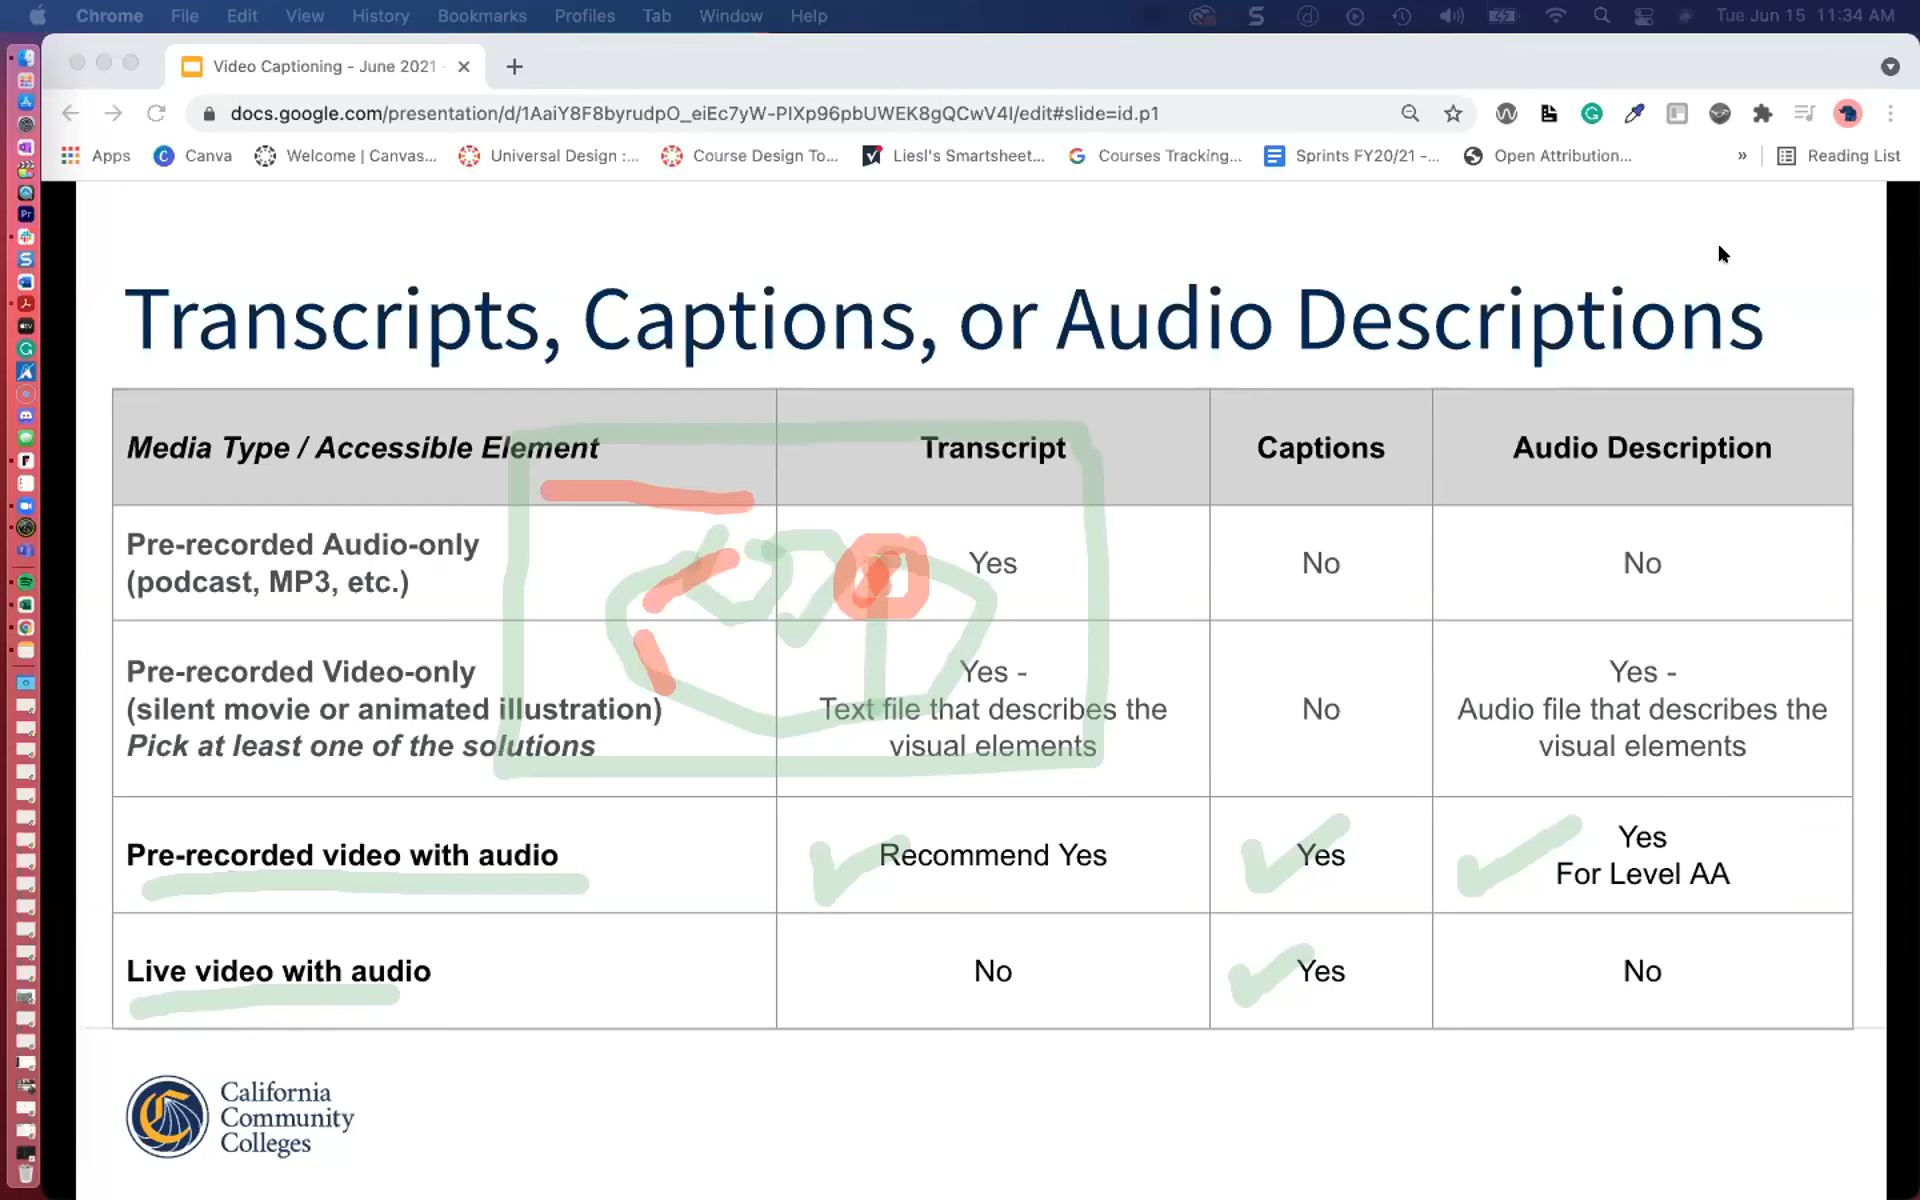 Chrome File Edit View History Bookmarks Profiles Tab Window Help Tue Jun 15 11:34 AM
Video Captioning - June 2021
docs.google.com/presentation/d/1AaiY8F8byrudpO_eiEc7yW-PIXp96pbUWEK8gQCwV4I/edit#slide=id.p1
Apps Canva Welcome | Canvas... Universal Design :... Course Design To... Liesl's Smartsheet... Courses Tracking... Sprints FY20/21 -... Open Attribution... » Reading List
Transcripts, Captions, or Audio Descriptions
Media Type / Accessible Element Transcript Captions Audio Description
Pre-recorded Audio-only
(podcast, MP3, etc.)
Yes No No
Pre-recorded Video-only
(silent movie or animated illustration)
Pick at least one of the solutions
Yes -
Text file that describes the
visual elements
No
Yes -
Audio file that describes the
visual elements
Pre-recorded video with audio Recommend Yes Yes
Yes
For Level AA
Live video with audio No Yes No
California
Community
Colleges